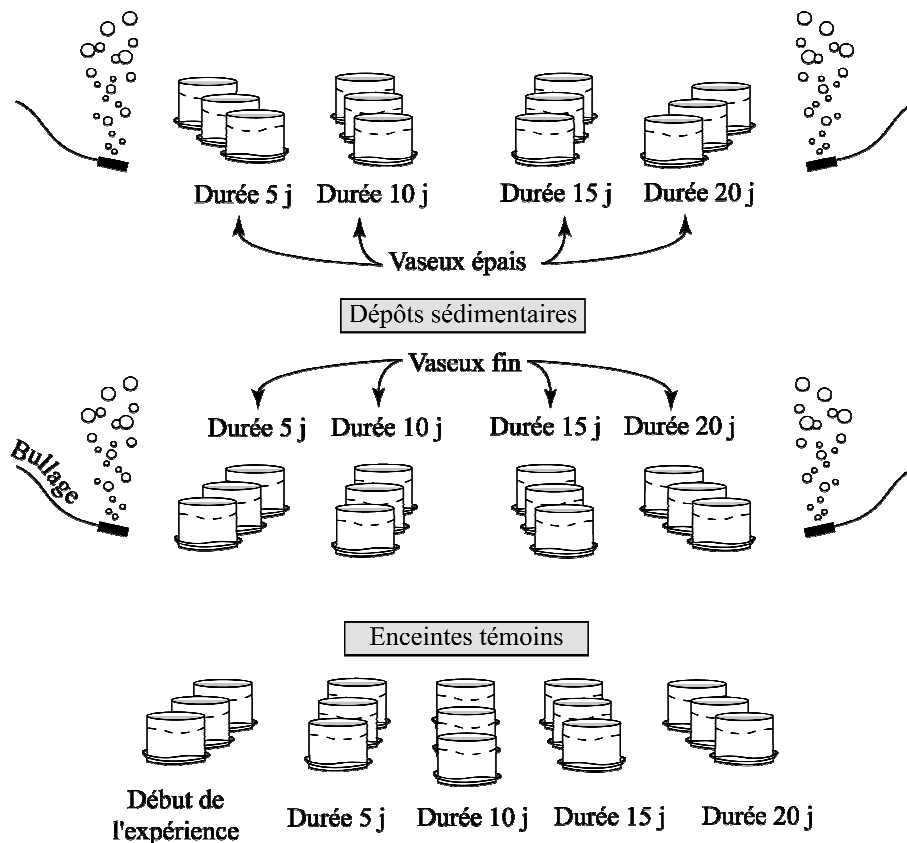 Durée 5 j Durée 10 j Durée 15 j Durée 20 j
Vaseux épais
Dépôts sédimentaires
Vaseux fin
Durée 5 j Durée 10 j Durée 15 j Durée 20 j
Bullage
Enceintes témoins
Début de
l'expérience
Durée 5 j Durée 10 j Durée 15 j Durée 20 j